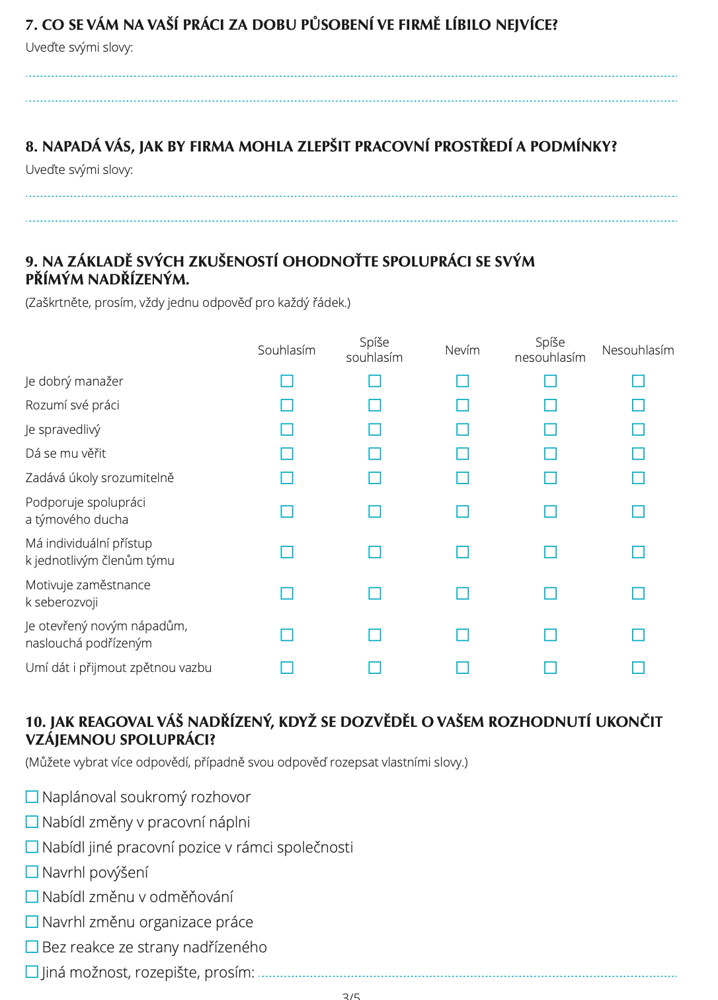 7. CO SE VÁM NA VAŠÍ PRÁCI ZA DOBU PŮSOBENÍ VE FIRMĚ LÍBILO NEJVÍCE?
Uveďte svými slovy:
8. NAPADÁ VÁS, JAK BY FIRMA MOHLA ZLEPŠIT PRACOVNÍ PROSTŘEDÍ A PODMÍNKY?
Uveďte svými slovy:
9. NA ZÁKLADĚ SVÝCH ZKUŠENOSTÍ OHODNOŤTE SPOLUPRÁCI SE SVÝM
PŘÍMÝM NADŘÍZENÝM.
(Zaškrtněte, prosím, vždy jednu odpověď pro každý řádek.)
Souhlasím
Spíše
souhlasím
Nevím
Spíše
nesouhlasím
Nesouhlasím
Je dobrý manažer
Rozumí své práci
Je spravedlivý
Dá se mu věřit
Zadává úkoly srozumitelně
Podporuje spolupráci
a týmového ducha
Má individuální přístup
k jednotlivým členům týmu
Motivuje zaměstnance
k seberozvoji
Je otevřený novým nápadům,
naslouchá podřízeným
Umí dát i přijmout zpětnou vazbu
10. JAK REAGOVAL VÁŠ NADŘÍZENÝ, KDYŽ SE DOZVĚDĚL O VAŠEM ROZHODNUTÍ UKONČIT
VZÁJEMNOU SPOLUPRÁCI?
(Můžete vybrat více odpovědí, případně svou odpověď rozepsat vlastními slovy.)
Naplánoval soukromý rozhovor
Nabídl změny v pracovní náplni
Nabídl jiné pracovní pozice v rámci společnosti
Navrhl povýšení
Nabídl změnu v odměňování
Navrhl změnu organizace práce
Bez reakce ze strany nadřízeného
Jiná možnost, rozepište, prosím:
3/5